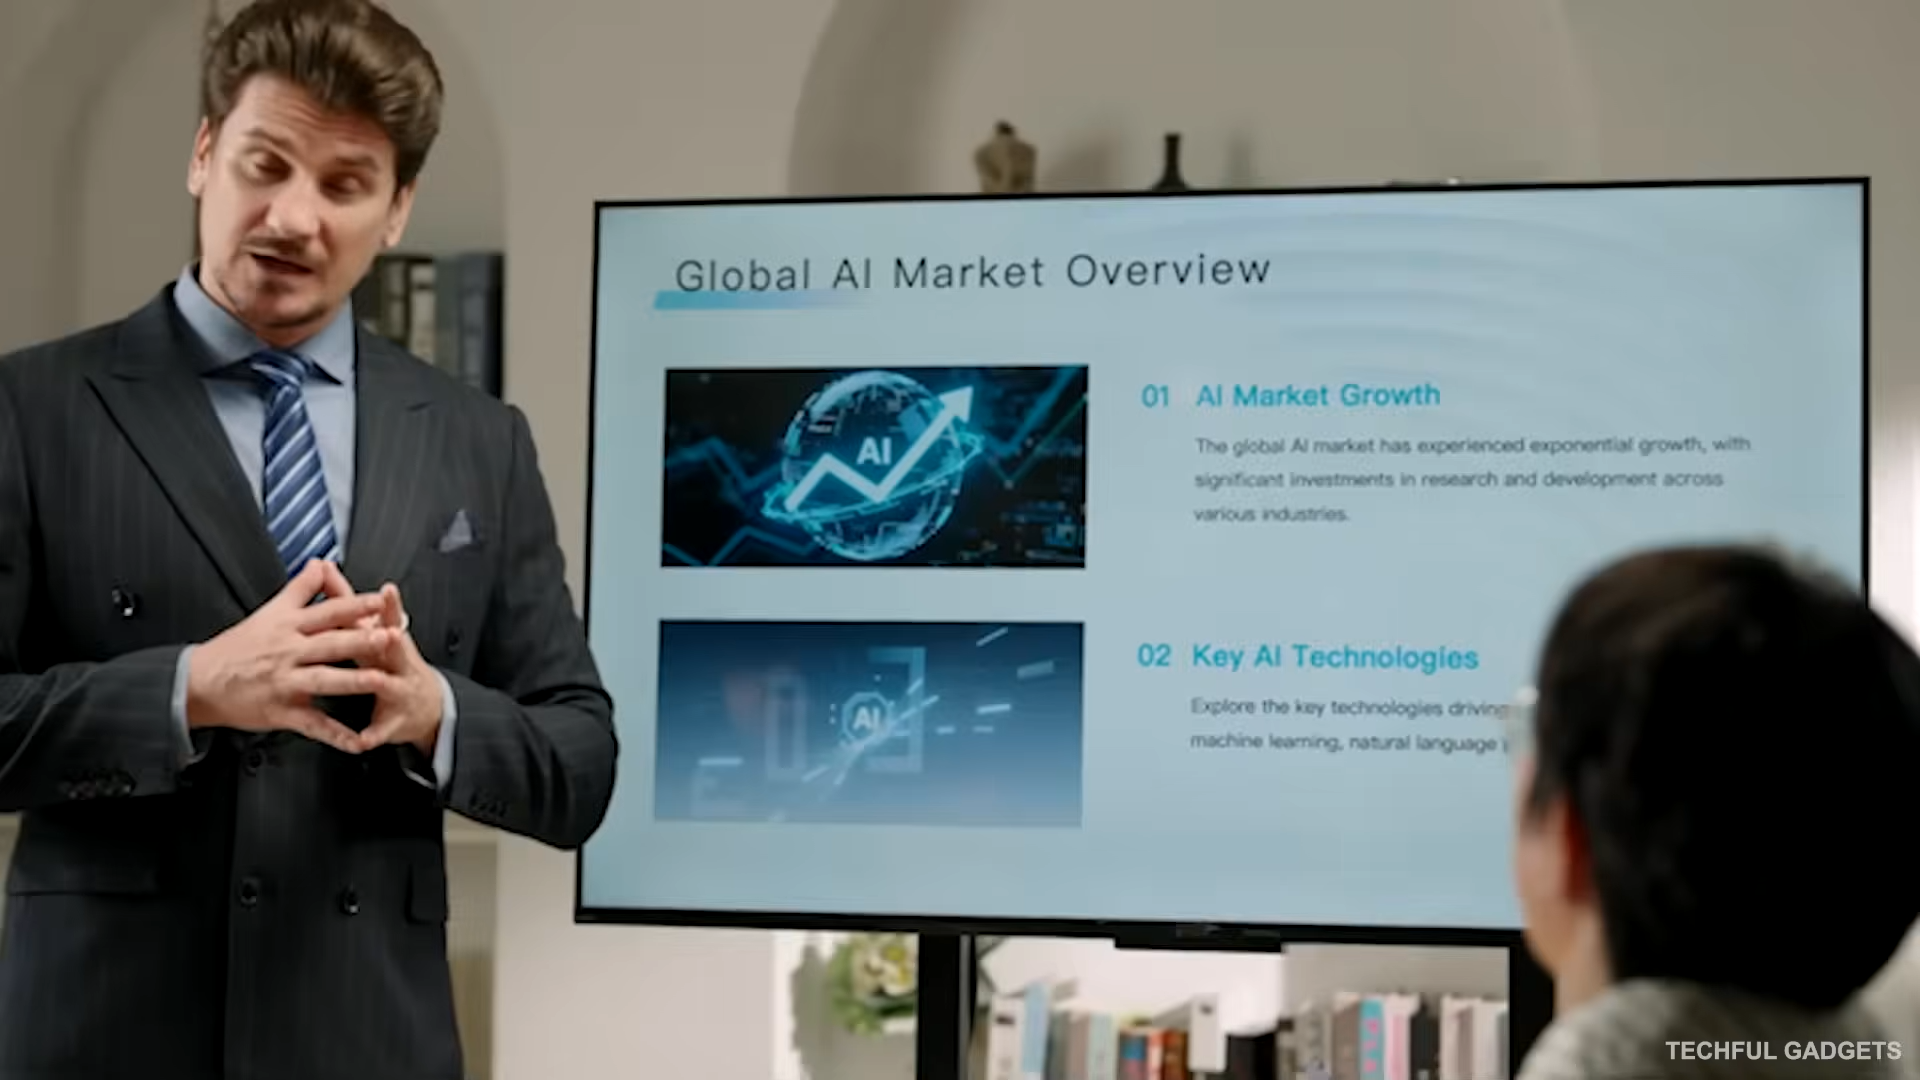 Global AI Market Overview
AI
01 AI Market Growth
The global AI market has experienced exponential growth, with
significant investments in research and development across
various industries.
AI
02 Key AI Technologies
Explore the key technologies driving
machine learning, natural language
TECHFUL GADGETS